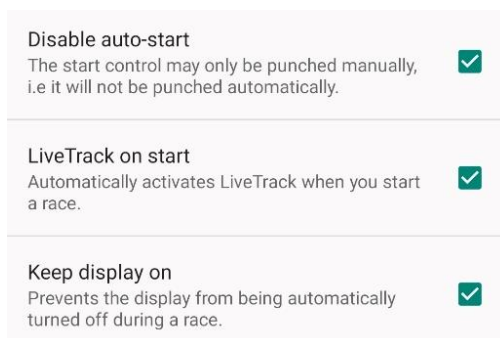 Disable auto-start
The start control may only be punched manually,
i.e it will not be punched automatically.
LiveTrack on start
Automatically activates LiveTrack when you start
a race.
Keep display on
Prevents the display from being automatically
turned off during a race.